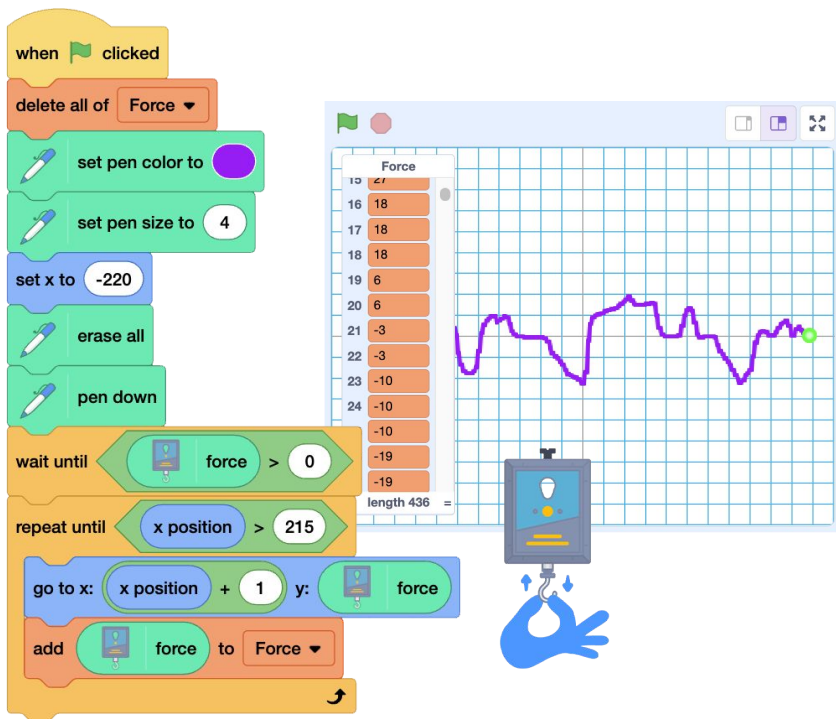 when clicked
delete all of Force
set pen color to
set pen size to 4
set x to -220
erase all
pen down
wait until force > 0
repeat until x position > 215
go to x: x position + 1 y: force
add force to Force
Force
15 27
16 18
17 18
18 18
19 6
20 6
21 -3
22 -3
23 -10
24 -10
-10
-19
-19
length 436 =